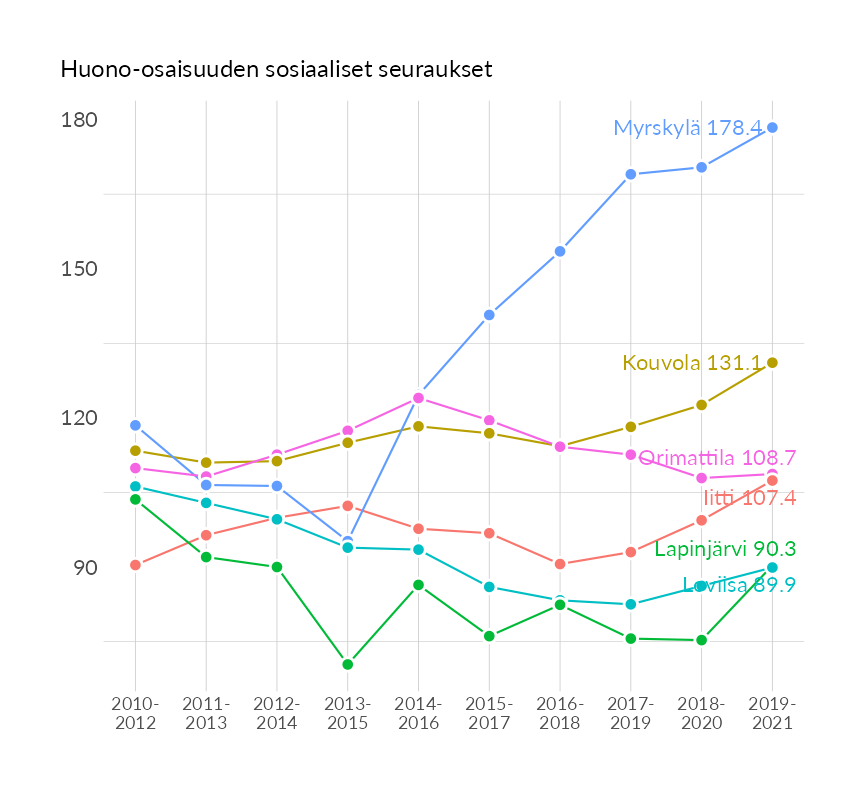 Huono-osaisuuden sosiaaliset seuraukset
180
Myrskylä 178.4
150
Kouvola 131.1
120
Orimattila 108.7
Iitti 107.4
Lapinjärvi 90.3
90
Loviisa 89.9
2010- 2011- 2012- 2013- 2014- 2015- 2016- 2017- 2018- 2019-
2012 2013 2014 2015 2016 2017 2018 2019 2020 2021